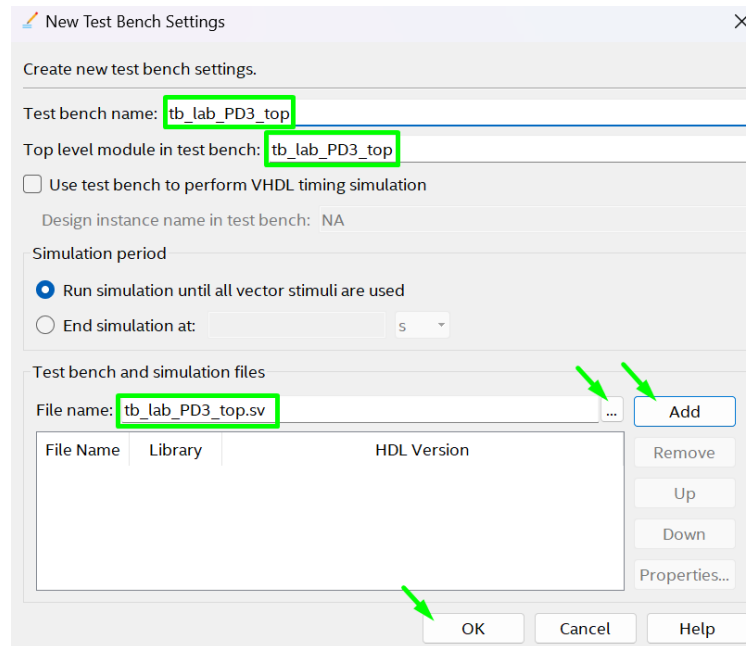 New Test Bench Settings
Create new test bench settings.
Test bench name: tb_lab_PD3_top
Top level module in test bench: tb_lab_PD3_top
Use test bench to perform VHDL timing simulation
Design instance name in test bench: NA
Simulation period
Run simulation until all vector stimuli are used
End simulation at: s
Test bench and simulation files
File name: tb_lab_PD3_top.sv ... Add
File Name Library HDL Version Remove
Up
Down
Properties...
OK Cancel Help